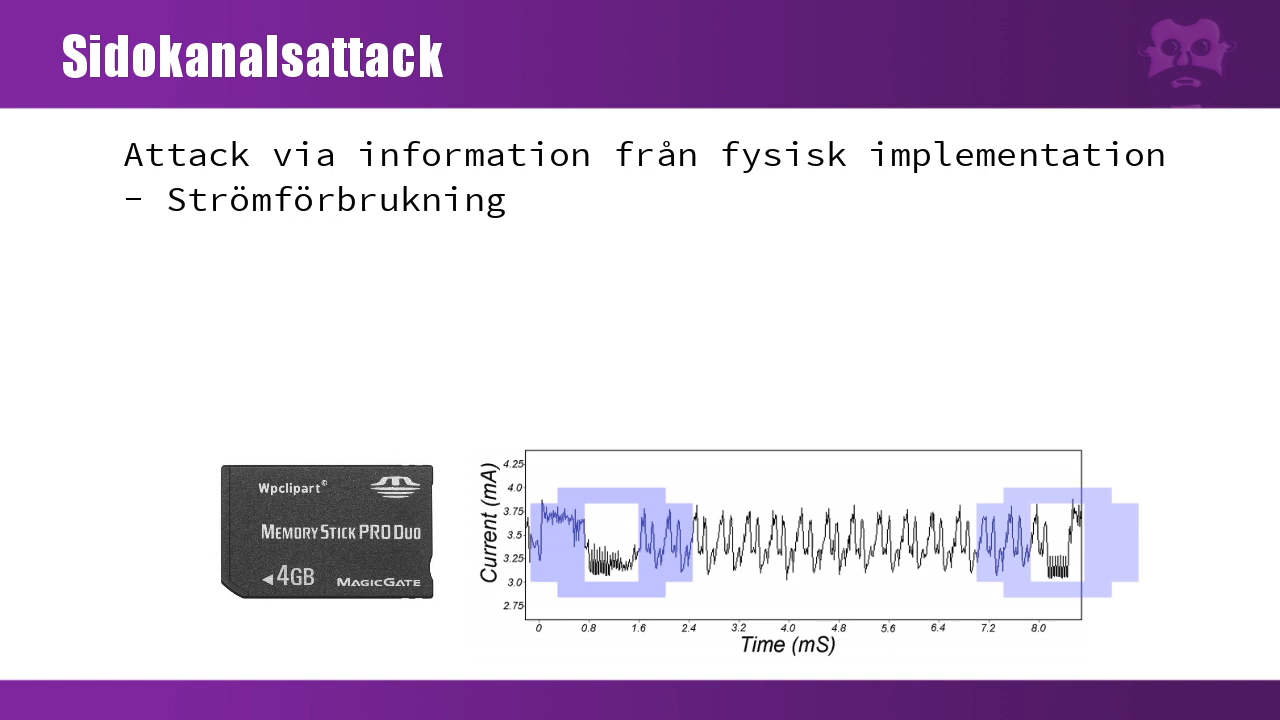 Sidokanalsattack
Attack via information från fysisk implementation
- Strömförbrukning
Wpclipart©
MEMORY STICK PRO DUO
◄4GB
MAGICGATE
Current (mA)
4.25
4.0
3.75
3.5
3.25
3.0
2.75
0 0.8 1.6 2.4 3.2 4.0 4.8 5.6 6.4 7.2 8.0
Time (mS)